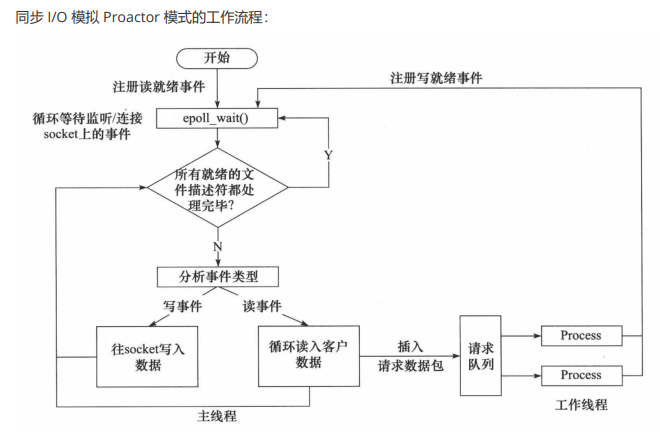 同步 I/O 模拟 Proactor 模式的工作流程：
开始
注册读就绪事件
注册写就绪事件
循环等待监听/连接
socket上的事件
epoll_wait()
Y
所有就绪的文
件描述符都处
理完毕？
N
分析事件类型
写事件
读事件
往socket写入
数据
循环读入客户
数据
插入
请求数据包
请求
队列
Process
Process
工作线程
主线程